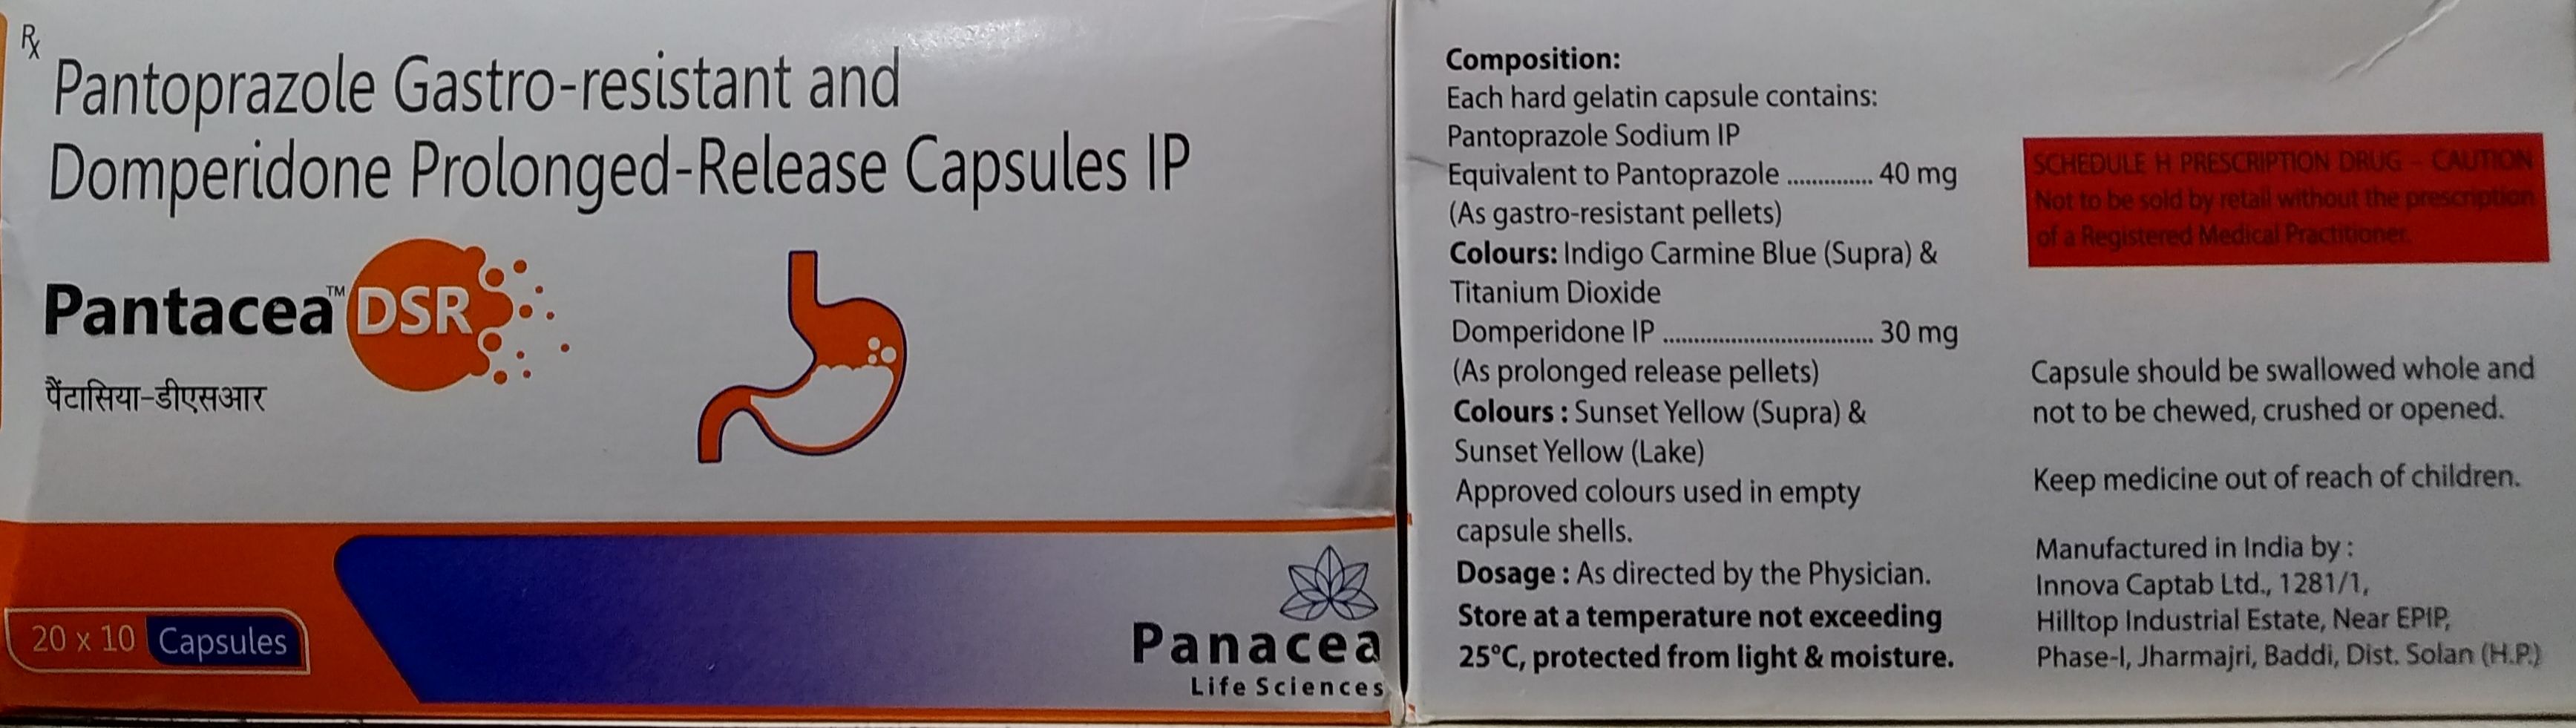 Rx
Pantoprazole Gastro-resistant and
Domperidone Prolonged-Release Capsules IP
Pantacea™ DSR
पैंटासिया-डीएसआर
20 x 10 Capsules
Panacea
Life Sciences
Composition:
Each hard gelatin capsule contains:
Pantoprazole Sodium IP
Equivalent to Pantoprazole .............. 40 mg
(As gastro-resistant pellets)
Colours: Indigo Carmine Blue (Supra) &
Titanium Dioxide
Domperidone IP .................................. 30 mg
(As prolonged release pellets)
Colours : Sunset Yellow (Supra) &
Sunset Yellow (Lake)
Approved colours used in empty
capsule shells.
Dosage : As directed by the Physician.
Store at a temperature not exceeding
25°C, protected from light & moisture.
SCHEDULE H PRESCRIPTION DRUG – CAUTION
Not to be sold by retail without the prescription
of a Registered Medical Practitioner.
Capsule should be swallowed whole and
not to be chewed, crushed or opened.
Keep medicine out of reach of children.
Manufactured in India by :
Innova Captab Ltd., 1281/1,
Hilltop Industrial Estate, Near EPIP,
Phase-I, Jharmajri, Baddi, Dist. Solan (H.P.)